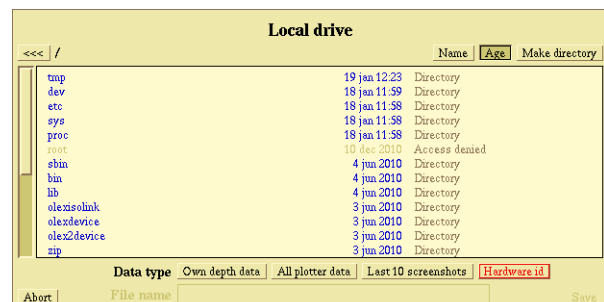 Local drive
<<< / Name Age Make directory
tmp 19 jan 12:23 Directory
dev 18 jan 11:59 Directory
etc 18 jan 11:58 Directory
sys 18 jan 11:58 Directory
proc 18 jan 11:58 Directory
root 10 dec 2010 Access denied
sbin 4 jun 2010 Directory
bin 4 jun 2010 Directory
lib 4 jun 2010 Directory
olexisolink 3 jun 2010 Directory
olexdevice 3 jun 2010 Directory
olex2device 3 jun 2010 Directory
zip 3 jun 2010 Directory
Data type Own depth data All plotter data Last 10 screenshots Hardware id
Abort File name Save